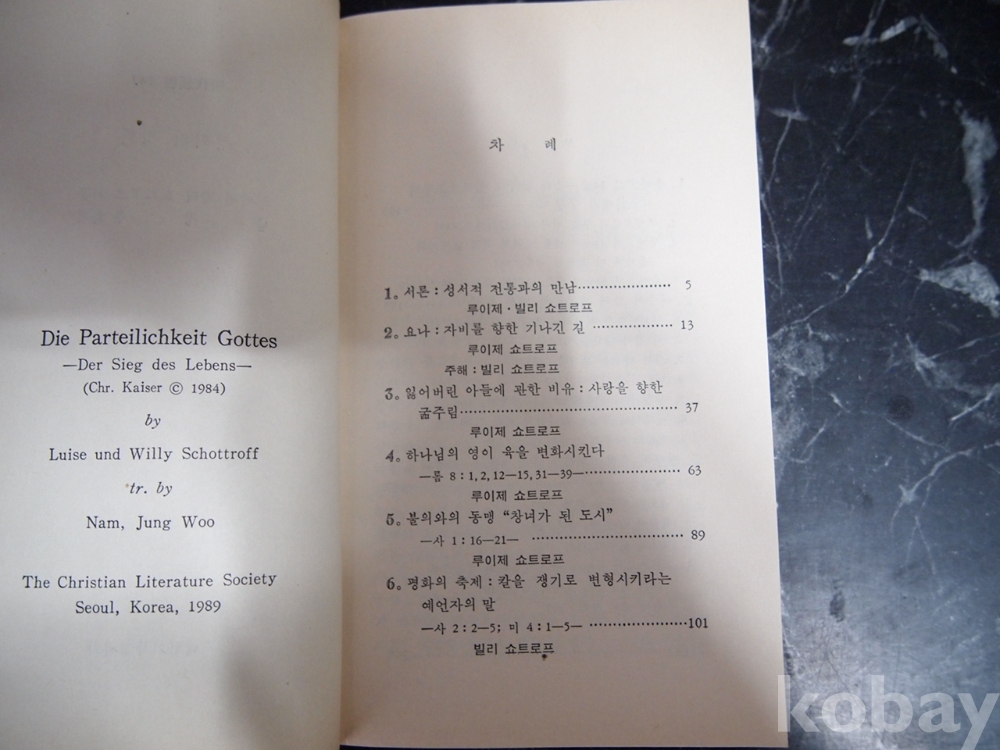 Die Parteilichkeit Gottes
—Der Sieg des Lebens—
(Chr. Kaiser © 1984)
by
Luise und Willy Schottroff
tr. by
Nam, Jung Woo
The Christian Literature Society
Seoul, Korea, 1989
차 례
1. 서론 : 성서적 전통과의 만남 …………………… 5
루이제·빌리 쇼트로프
2. 요나 : 자비를 향한 기나긴 길 ……………… 13
루이제 쇼트로프
주해 : 빌리 쇼트로프
3. 잃어버린 아들에 관한 비유 : 사랑을 향한
굶주림 …………………………………………… 37
루이제 쇼트로프
4. 하나님의 영이 육을 변화시킨다
—롬 8 : 1, 2, 12—15, 31—39— …………………… 63
루이제 쇼트로프
5. 불의와의 동맹 “창녀가 된 도시”
—사 1 : 16—21— ………………………………… 89
루이제 쇼트로프
6. 평화의 축제 : 칼을 쟁기로 변형시키라는
예언자의 말
—사 2 : 2—5; 미 4 : 1—5— …………………… 101
빌리 쇼트로프
kobay